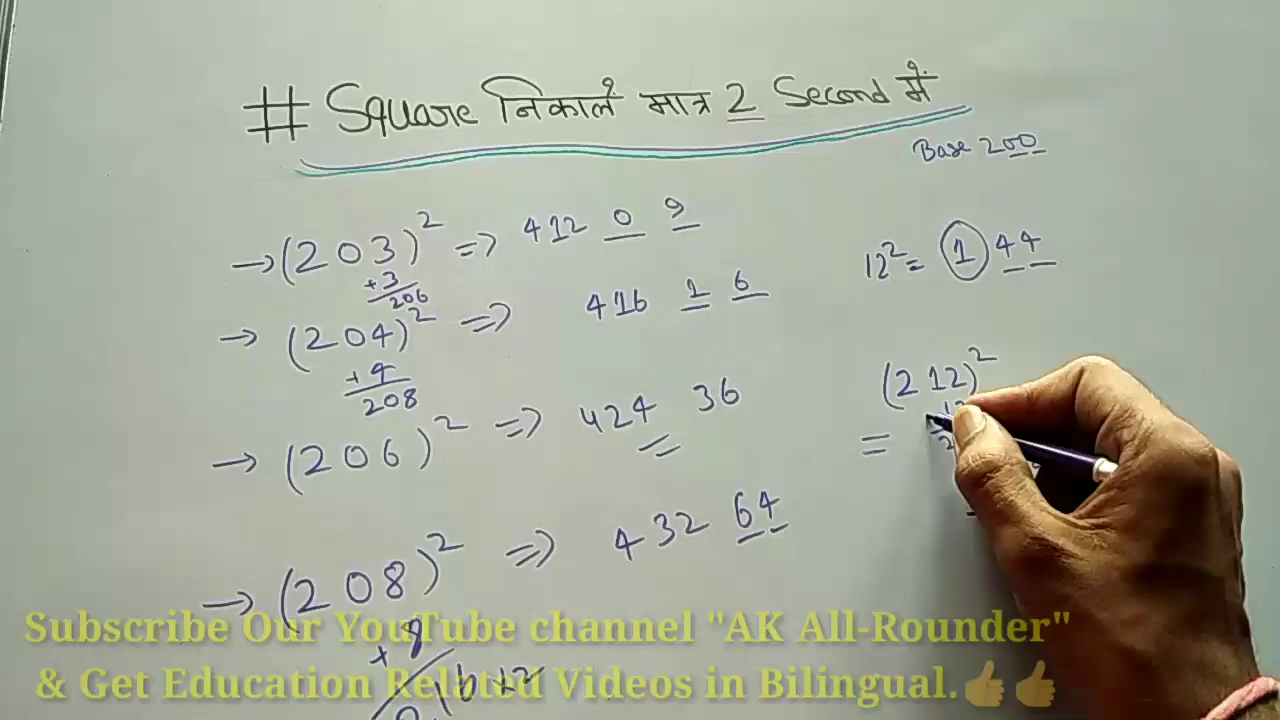 # Square निकालें मात्र 2 Second में
Base 200
→ (203)² => 412 0 9
+3
206
12² = 1 44
→ (204)² => 416 1 6
+4
208
(212)²
=
→ (206)² => 424 36
→ (208)² => 432 64
+8
Subscribe Our YouTube channel "AK All-Rounder"
& Get Education Related Videos in Bilingual.👍👍